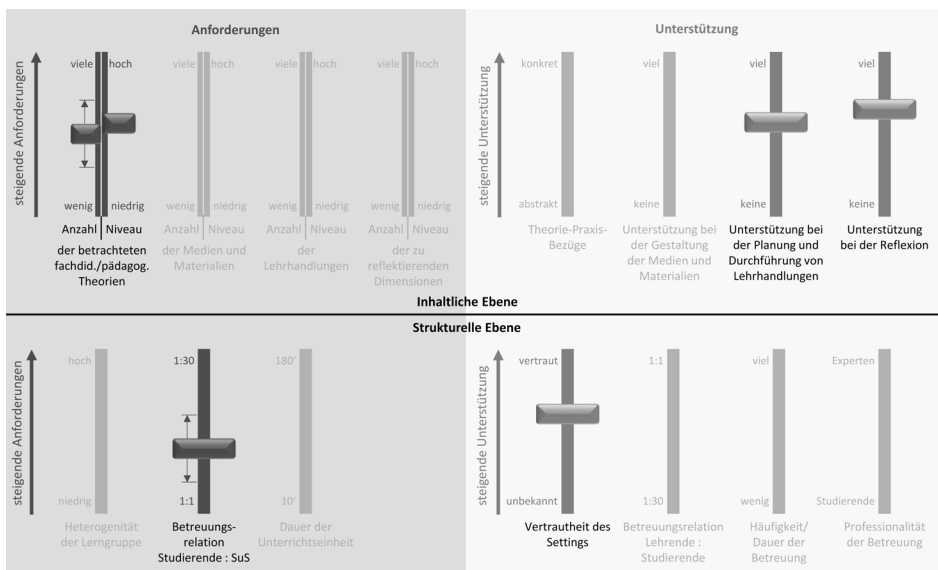 Anforderungen
steigende Anforderungen
viele hoch
wenig niedrig
Anzahl Niveau
der betrachteten
fachdid./pädagog.
Theorien
viele hoch
wenig niedrig
Anzahl Niveau
der Medien und
Materialien
viele hoch
wenig niedrig
Anzahl Niveau
der
Lehrhandlungen
viele hoch
wenig niedrig
Anzahl Niveau
der zu
reflektierenden
Dimensionen
Unterstützung
steigende Unterstützung
konkret
abstrakt
Theorie-Praxis-
Bezüge
viel
keine
Unterstützung bei
der Gestaltung
der Medien und
Materialien
viel
keine
Unterstützung bei
der Planung und
Durchführung von
Lehrhandlungen
viel
keine
Unterstützung
bei der Reflexion
Inhaltliche Ebene
Strukturelle Ebene
steigende Anforderungen
hoch
niedrig
Heterogenität
der Lerngruppe
1:30
1:1
Betreuungs-
relation
Studierende : SuS
180'
10'
Dauer der
Unterrichtseinheit
steigende Unterstützung
vertraut
unbekannt
Vertrautheit des
Settings
1:1
1:30
Betreuungsrelation
Lehrende :
Studierende
viel
wenig
Häufigkeit/
Dauer der
Betreuung
Experten
Studierende
Professionalität
der Betreuung